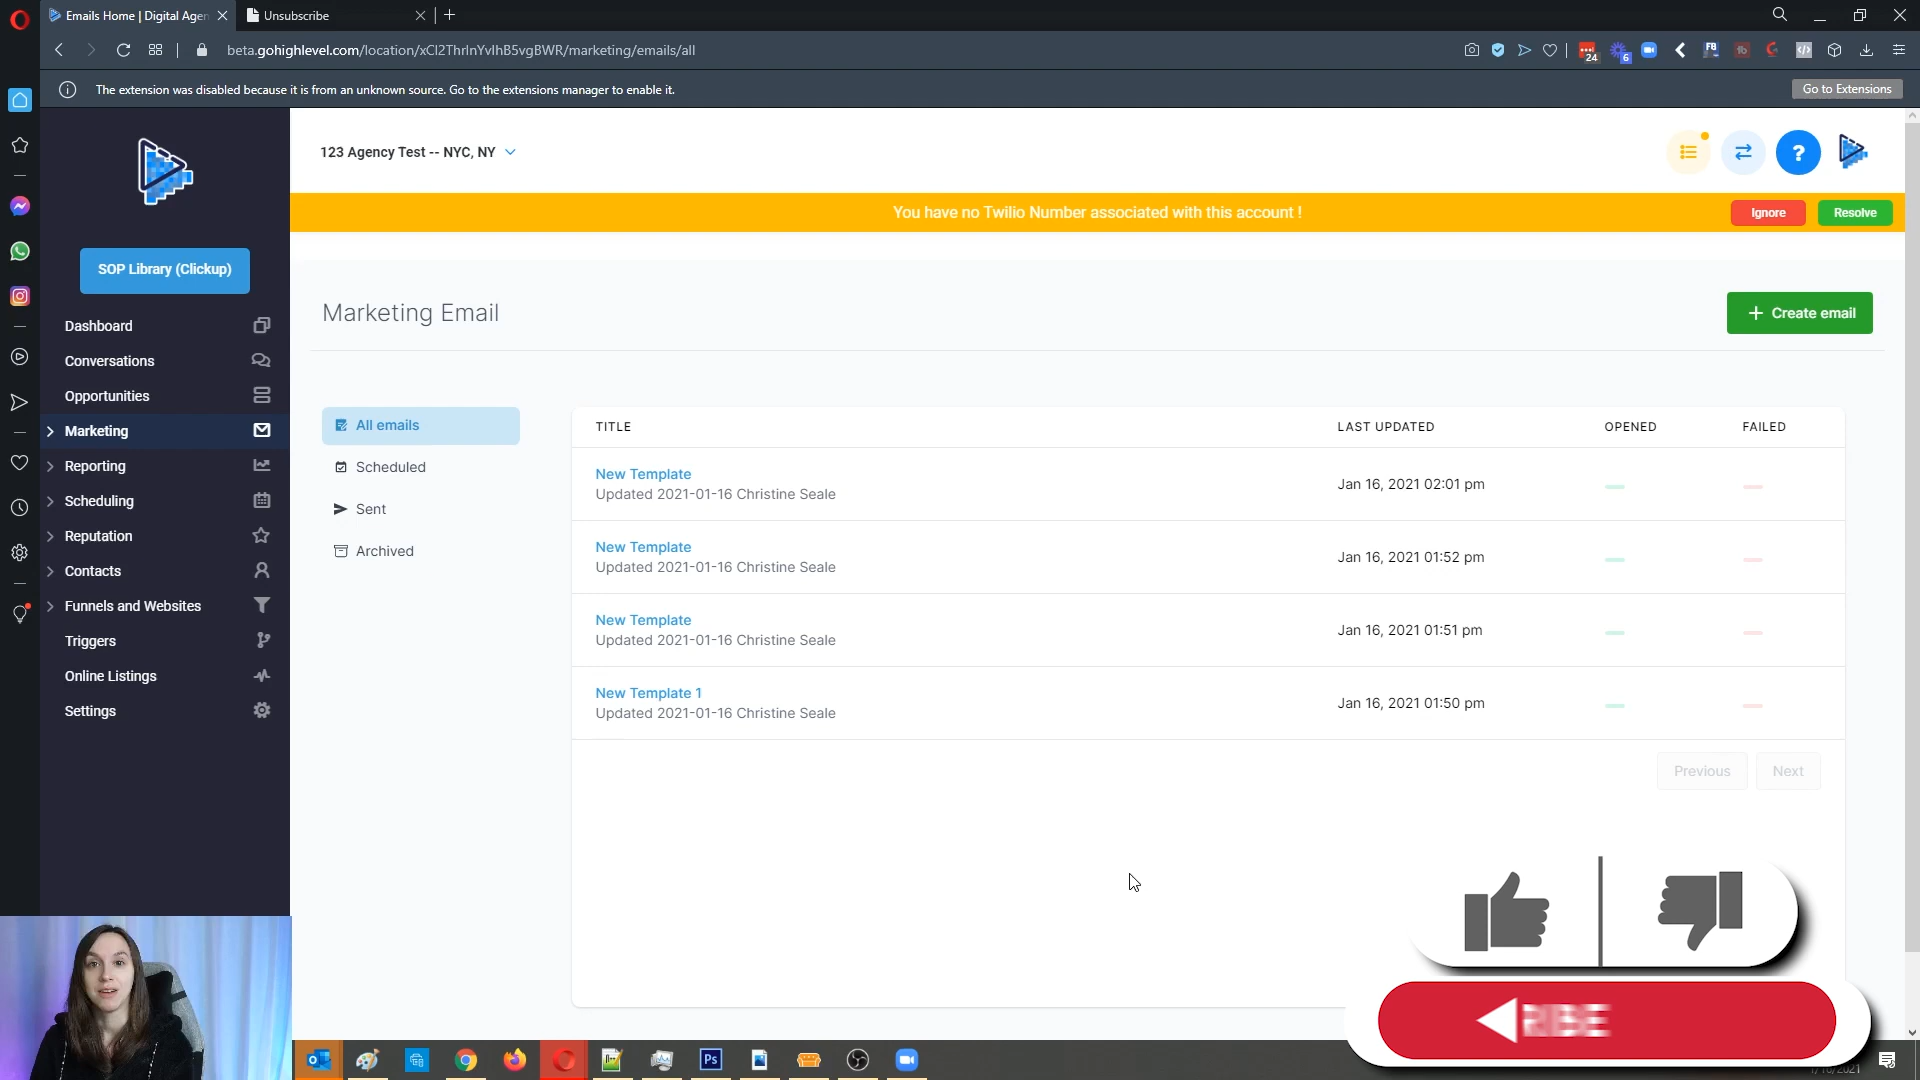 Emails Home | Digital Agen
Unsubscribe
beta.gohighlevel.com/location/xCl2ThrlnYvlhB5vgBWR/marketing/emails/all
24
6
FB
The extension was disabled because it is from an unknown source. Go to the extensions manager to enable it.
Go to Extensions
123 Agency Test -- NYC, NY
?
You have no Twilio Number associated with this account !
Ignore
Resolve
SOP Library (Clickup)
Dashboard
Conversations
Opportunities
Marketing
Reporting
Scheduling
Reputation
Contacts
Funnels and Websites
Triggers
Online Listings
Settings
Marketing Email
+ Create email
All emails
Scheduled
Sent
Archived
TITLE
LAST UPDATED
OPENED
FAILED
New Template
Updated 2021-01-16 Christine Seale
Jan 16, 2021 02:01 pm
New Template
Updated 2021-01-16 Christine Seale
Jan 16, 2021 01:52 pm
New Template
Updated 2021-01-16 Christine Seale
Jan 16, 2021 01:51 pm
New Template 1
Updated 2021-01-16 Christine Seale
Jan 16, 2021 01:50 pm
Previous
Next
RIBE
Ps